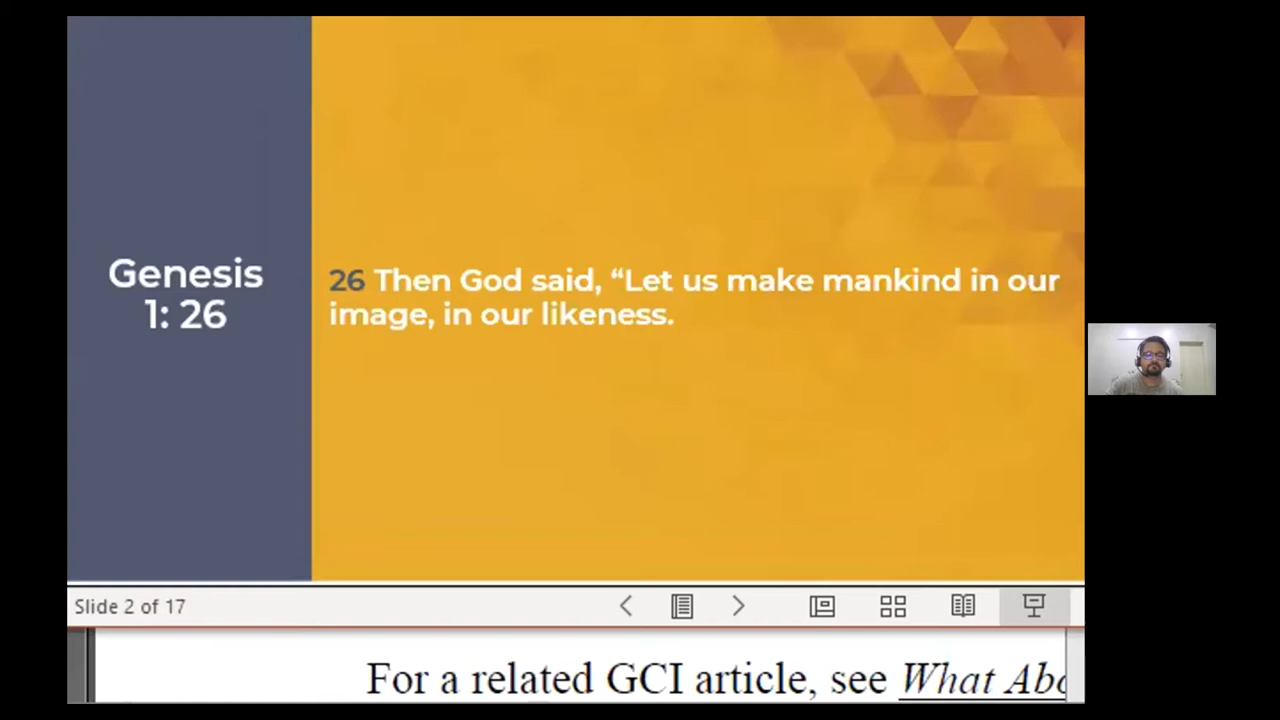 Genesis
1: 26
26 Then God said, “Let us make mankind in our
image, in our likeness.
Slide 2 of 17
For a related GCI article, see What Abo